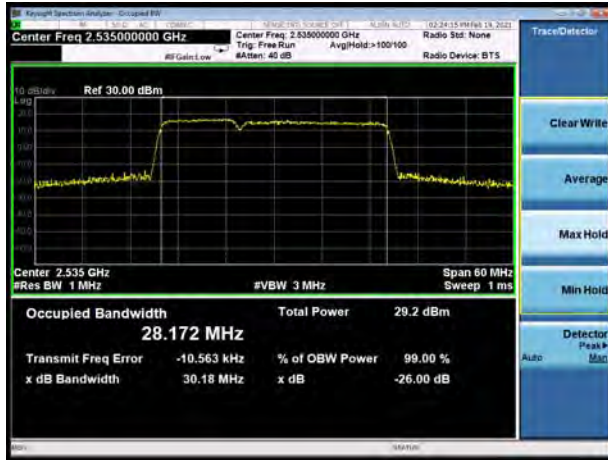 Keysight Spectrum Analyzer - Occupied BW
02:24:15 PM Feb 19, 2021
Center Freq 2.535000000 GHz
Center Freq: 2.535000000 GHz
Radio Std: None
Trace/Detector
Trig: Free Run
Avg|Hold:>100/100
#IFGain:Low
#Atten: 40 dB
Radio Device: BTS
10 dB/div
Ref 30.00 dBm
Log
Clear Write
Average
Max Hold
Center 2.535 GHz
Span 60 MHz
#Res BW 1 MHz
#VBW 3 MHz
Sweep 1 ms
Min Hold
Occupied Bandwidth
Total Power
29.2 dBm
28.172 MHz
Detector
Peak
Auto
Man
Transmit Freq Error
-10.563 kHz
% of OBW Power
99.00 %
x dB Bandwidth
30.18 MHz
x dB
-26.00 dB
MSG
STATUS